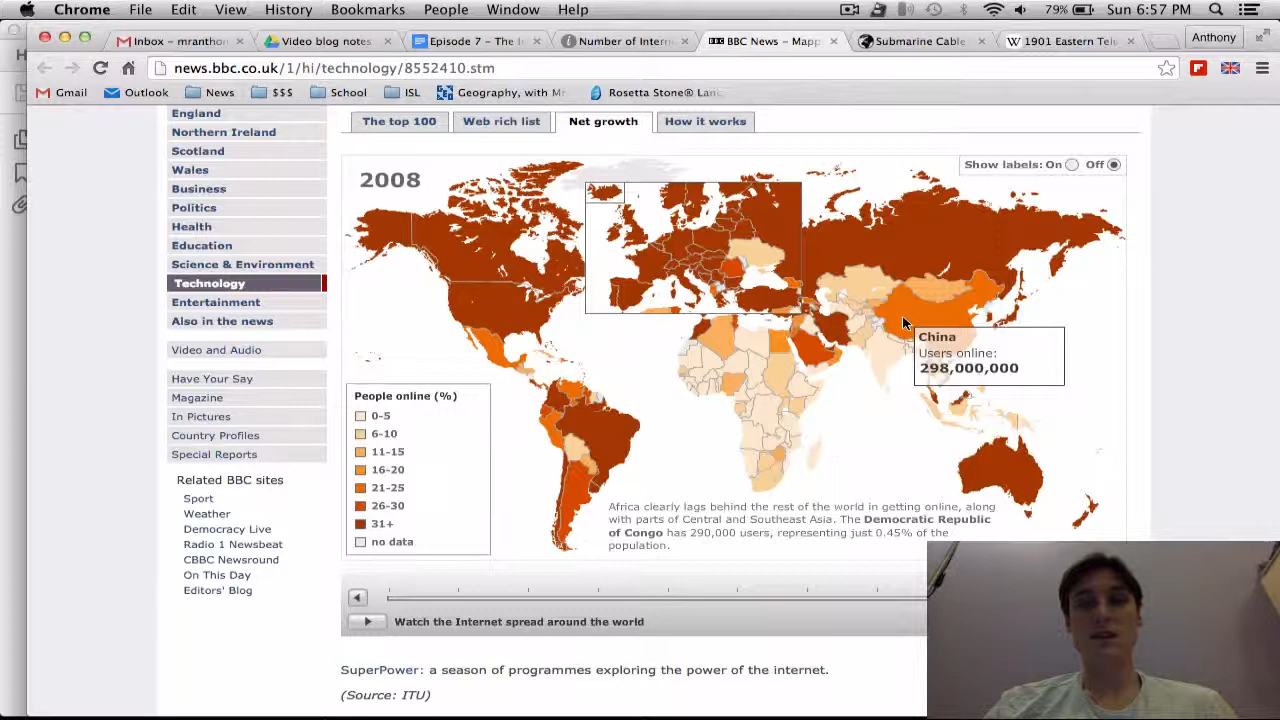 Chrome File Edit View History Bookmarks People Window Help 79% Sun 6:57 PM
Inbox - mranthon Video blog notes Episode 7 - The I Number of Intern BBC News - Mapp Submarine Cable 1901 Eastern Tele Anthony
news.bbc.co.uk/1/hi/technology/8552410.stm
Gmail Outlook News $$$ School ISL Geography, with Mr Rosetta Stone® Lan
England
Northern Ireland
Scotland
Wales
Business
Politics
Health
Education
Science & Environment
Technology
Entertainment
Also in the news
Video and Audio
Have Your Say
Magazine
In Pictures
Country Profiles
Special Reports
Related BBC sites
Sport
Weather
Democracy Live
Radio 1 Newsbeat
CBBC Newsround
On This Day
Editors' Blog
The top 100 Web rich list Net growth How it works
2008
Show labels: On Off
China
Users online:
298,000,000
People online (%)
0-5
6-10
11-15
16-20
21-25
26-30
31+
no data
Africa clearly lags behind the rest of the world in getting online, along
with parts of Central and Southeast Asia. The Democratic Republic
of Congo has 290,000 users, representing just 0.45% of the
population.
Watch the Internet spread around the world
SuperPower: a season of programmes exploring the power of the internet.
(Source: ITU)